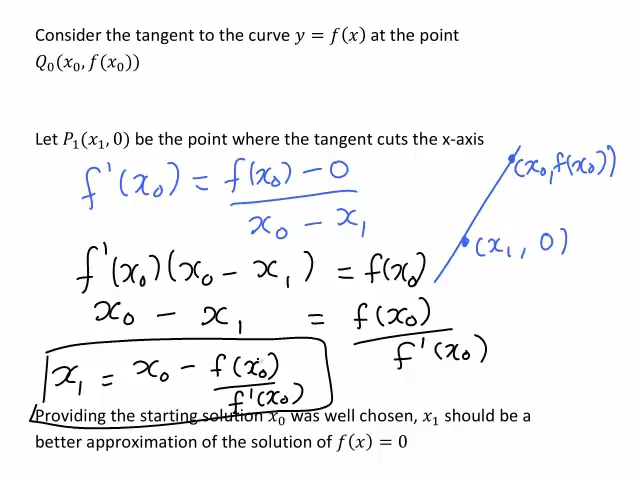 Consider the tangent to the curve y = f(x) at the point
Q₀(x₀, f(x₀))
Let P₁(x₁, 0) be the point where the tangent cuts the x-axis
f'(x₀) = f(x₀) − 0 / x₀ − x₁
(x₀, f(x₀))
(x₁, 0)
f'(x₀)(x₀ − x₁) = f(x₀)
x₀ − x₁ = f(x₀) / f'(x₀)
x₁ = x₀ − f(x₀) / f'(x₀)
Providing the starting solution x₀ was well chosen, x₁ should be a
better approximation of the solution of f(x) = 0